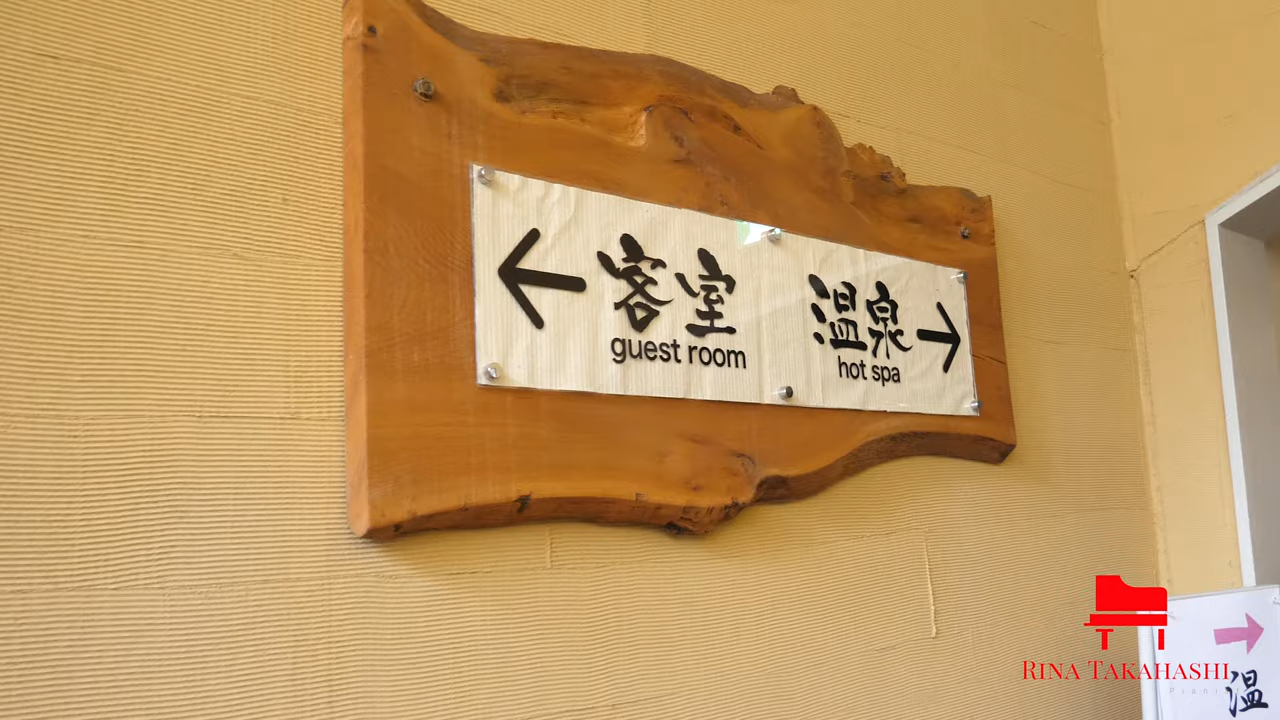 ← 客室
guest room
温泉 →
hot spa
→
温
RINA TAKAHASHI